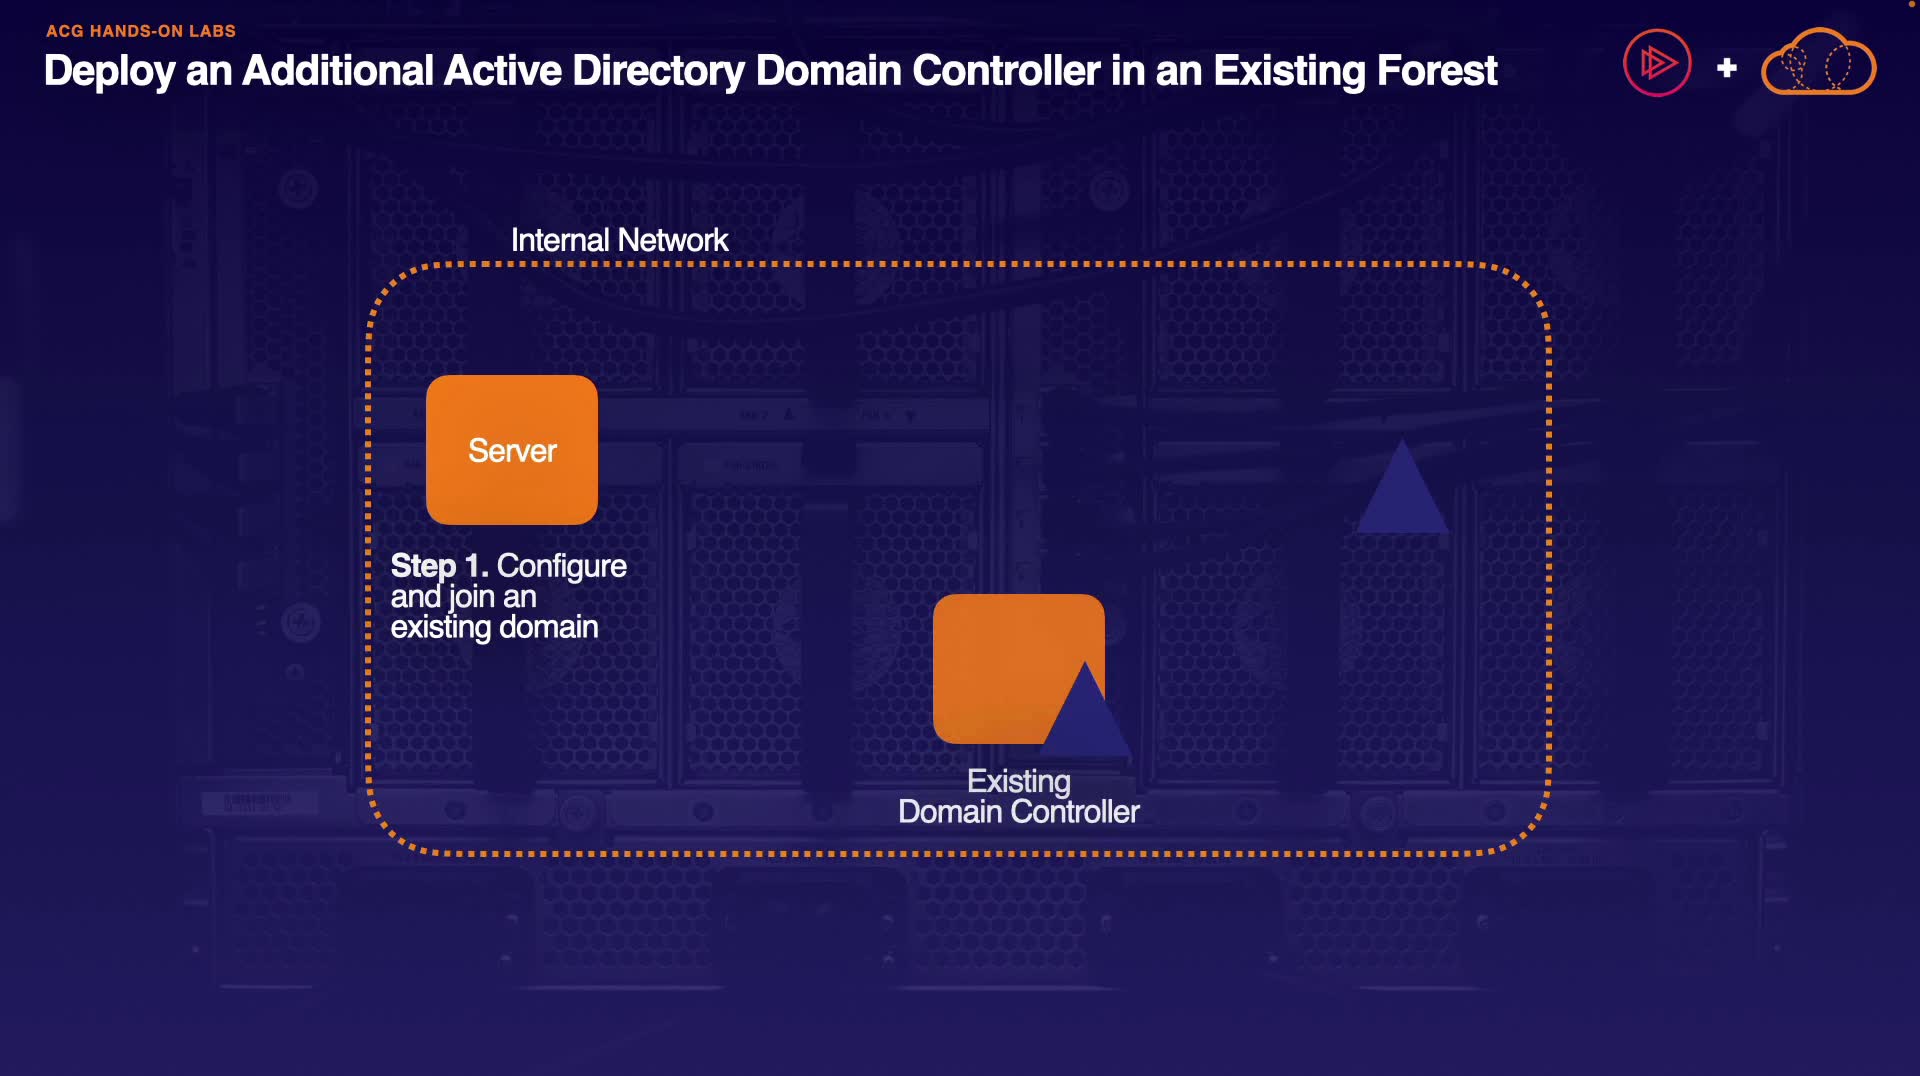 ACG HANDS-ON LABS
Deploy an Additional Active Directory Domain Controller in an Existing Forest
Internal Network
Server
Step 1. Configure
and join an
existing domain
Existing
Domain Controller